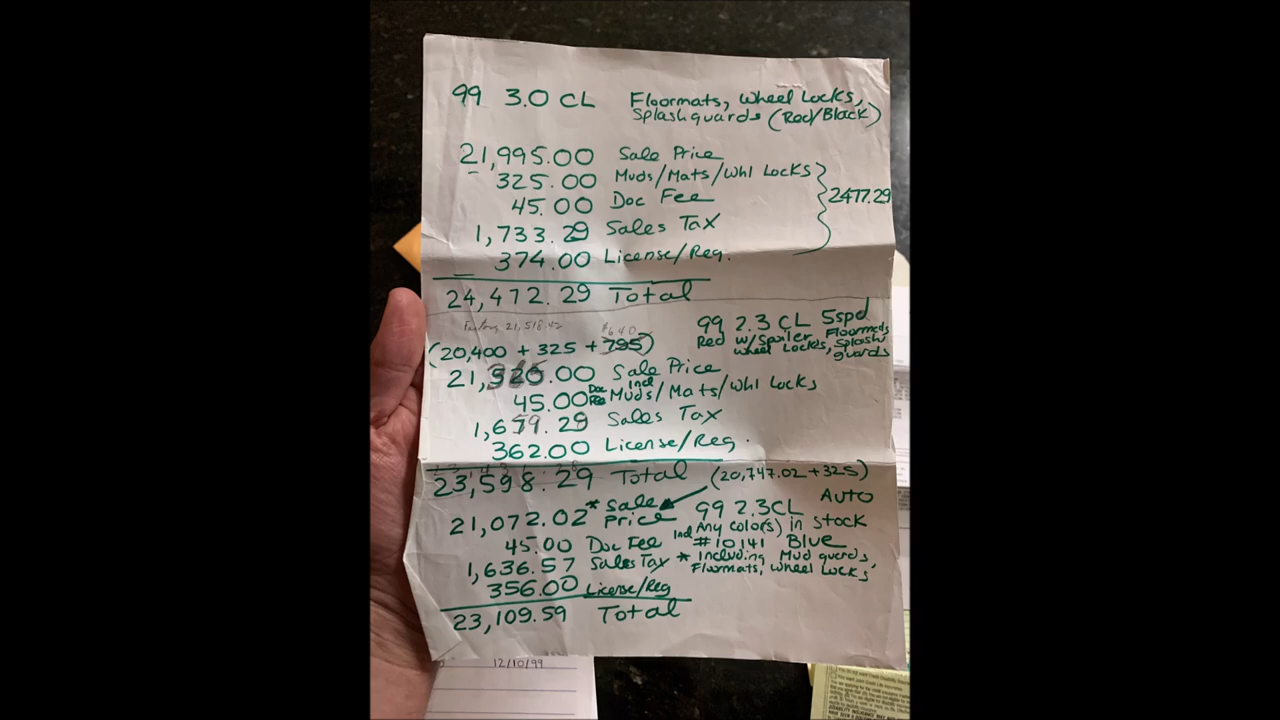 99 3.0 CL Floormats, Wheel Locks,
Splashguards (Red/Black)
21,995.00 Sale Price
325.00 Muds/Mats/Whl Locks
2477.29
45.00 Doc Fee
1,733.29 Sales Tax
374.00 License/Reg.
24,472.29 Total
Factory 21,518.42
$640
(20,400 + 325 + 795)
99 2.3 CL 5spd
Red w/Spoiler, Floormats
Wheel Locks, Splash
guards
21,365.00 Sale Price
incl
45.00 Doc Fee Muds/Mats/Whl Locks
1,659.29 Sales Tax
362.00 License/Reg.
23,598.29 Total (20,747.02 + 325)
21,072.02 * Sale Price
99 2.3CL AUTO
Any color(s) in stock
Incl #10141 Blue
45.00 Doc Fee
* Including Mud guards,
Floormats, Wheel Locks
1,636.57 Sales Tax
356.00 License/Reg
23,109.59 Total
12/10/99